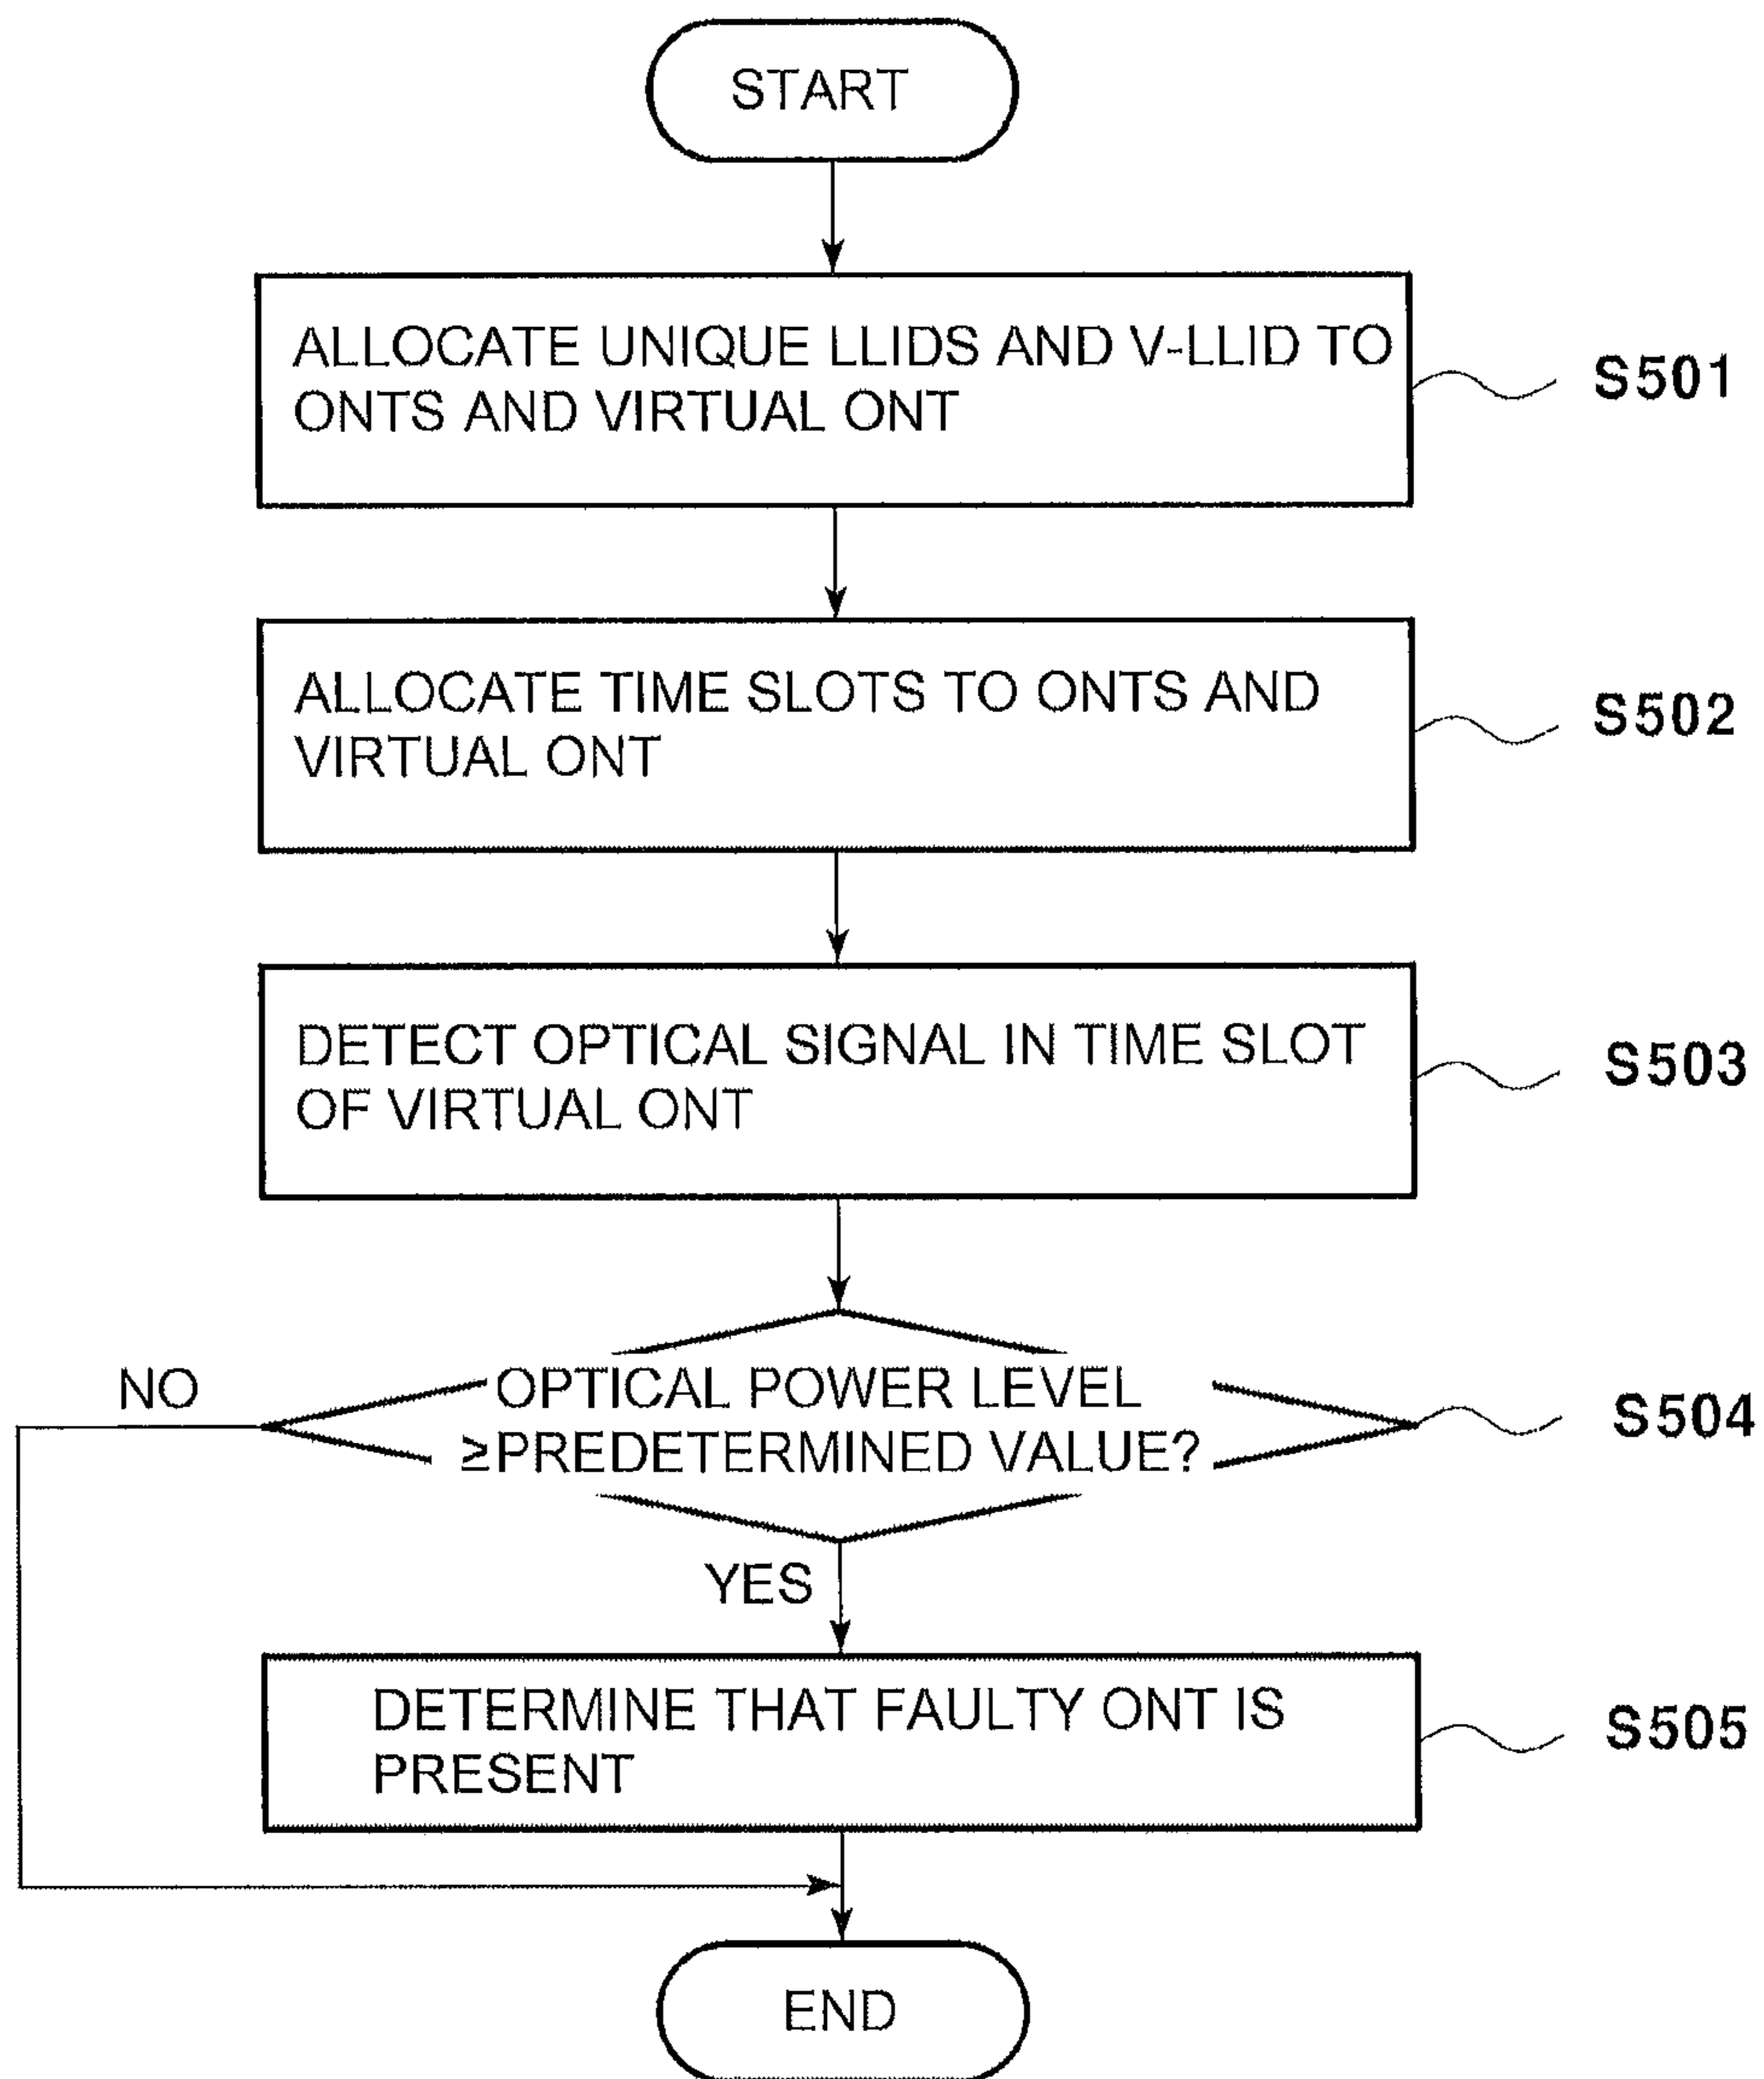 START
ALLOCATE UNIQUE LLIDS AND V-LLID TO
ONTS AND VIRTUAL ONT
S501
ALLOCATE TIME SLOTS TO ONTS AND
VIRTUAL ONT
S502
DETECT OPTICAL SIGNAL IN TIME SLOT
OF VIRTUAL ONT
S503
NO
OPTICAL POWER LEVEL
≥PREDETERMINED VALUE?
S504
YES
DETERMINE THAT FAULTY ONT IS
PRESENT
S505
END